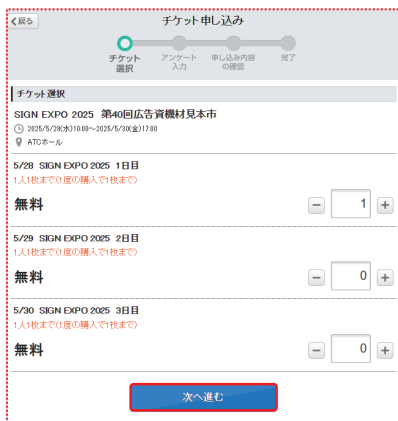 戻る
チケット申し込み
チケット
選択
アンケート
入力
申し込み内容
の確認
完了
チケット選択
SIGN EXPO 2025 第40回広告資機材見本市
2025/5/28(水)10:00～2025/5/30(金)17:00
ATCホール
5/28 SIGN EXPO 2025 1日目
1人1枚まで(1度の購入で1枚まで)
無料
－ 1 ＋
5/29 SIGN EXPO 2025 2日目
1人1枚まで(1度の購入で1枚まで)
無料
－ 0 ＋
5/30 SIGN EXPO 2025 3日目
1人1枚まで(1度の購入で1枚まで)
無料
－ 0 ＋
次へ進む